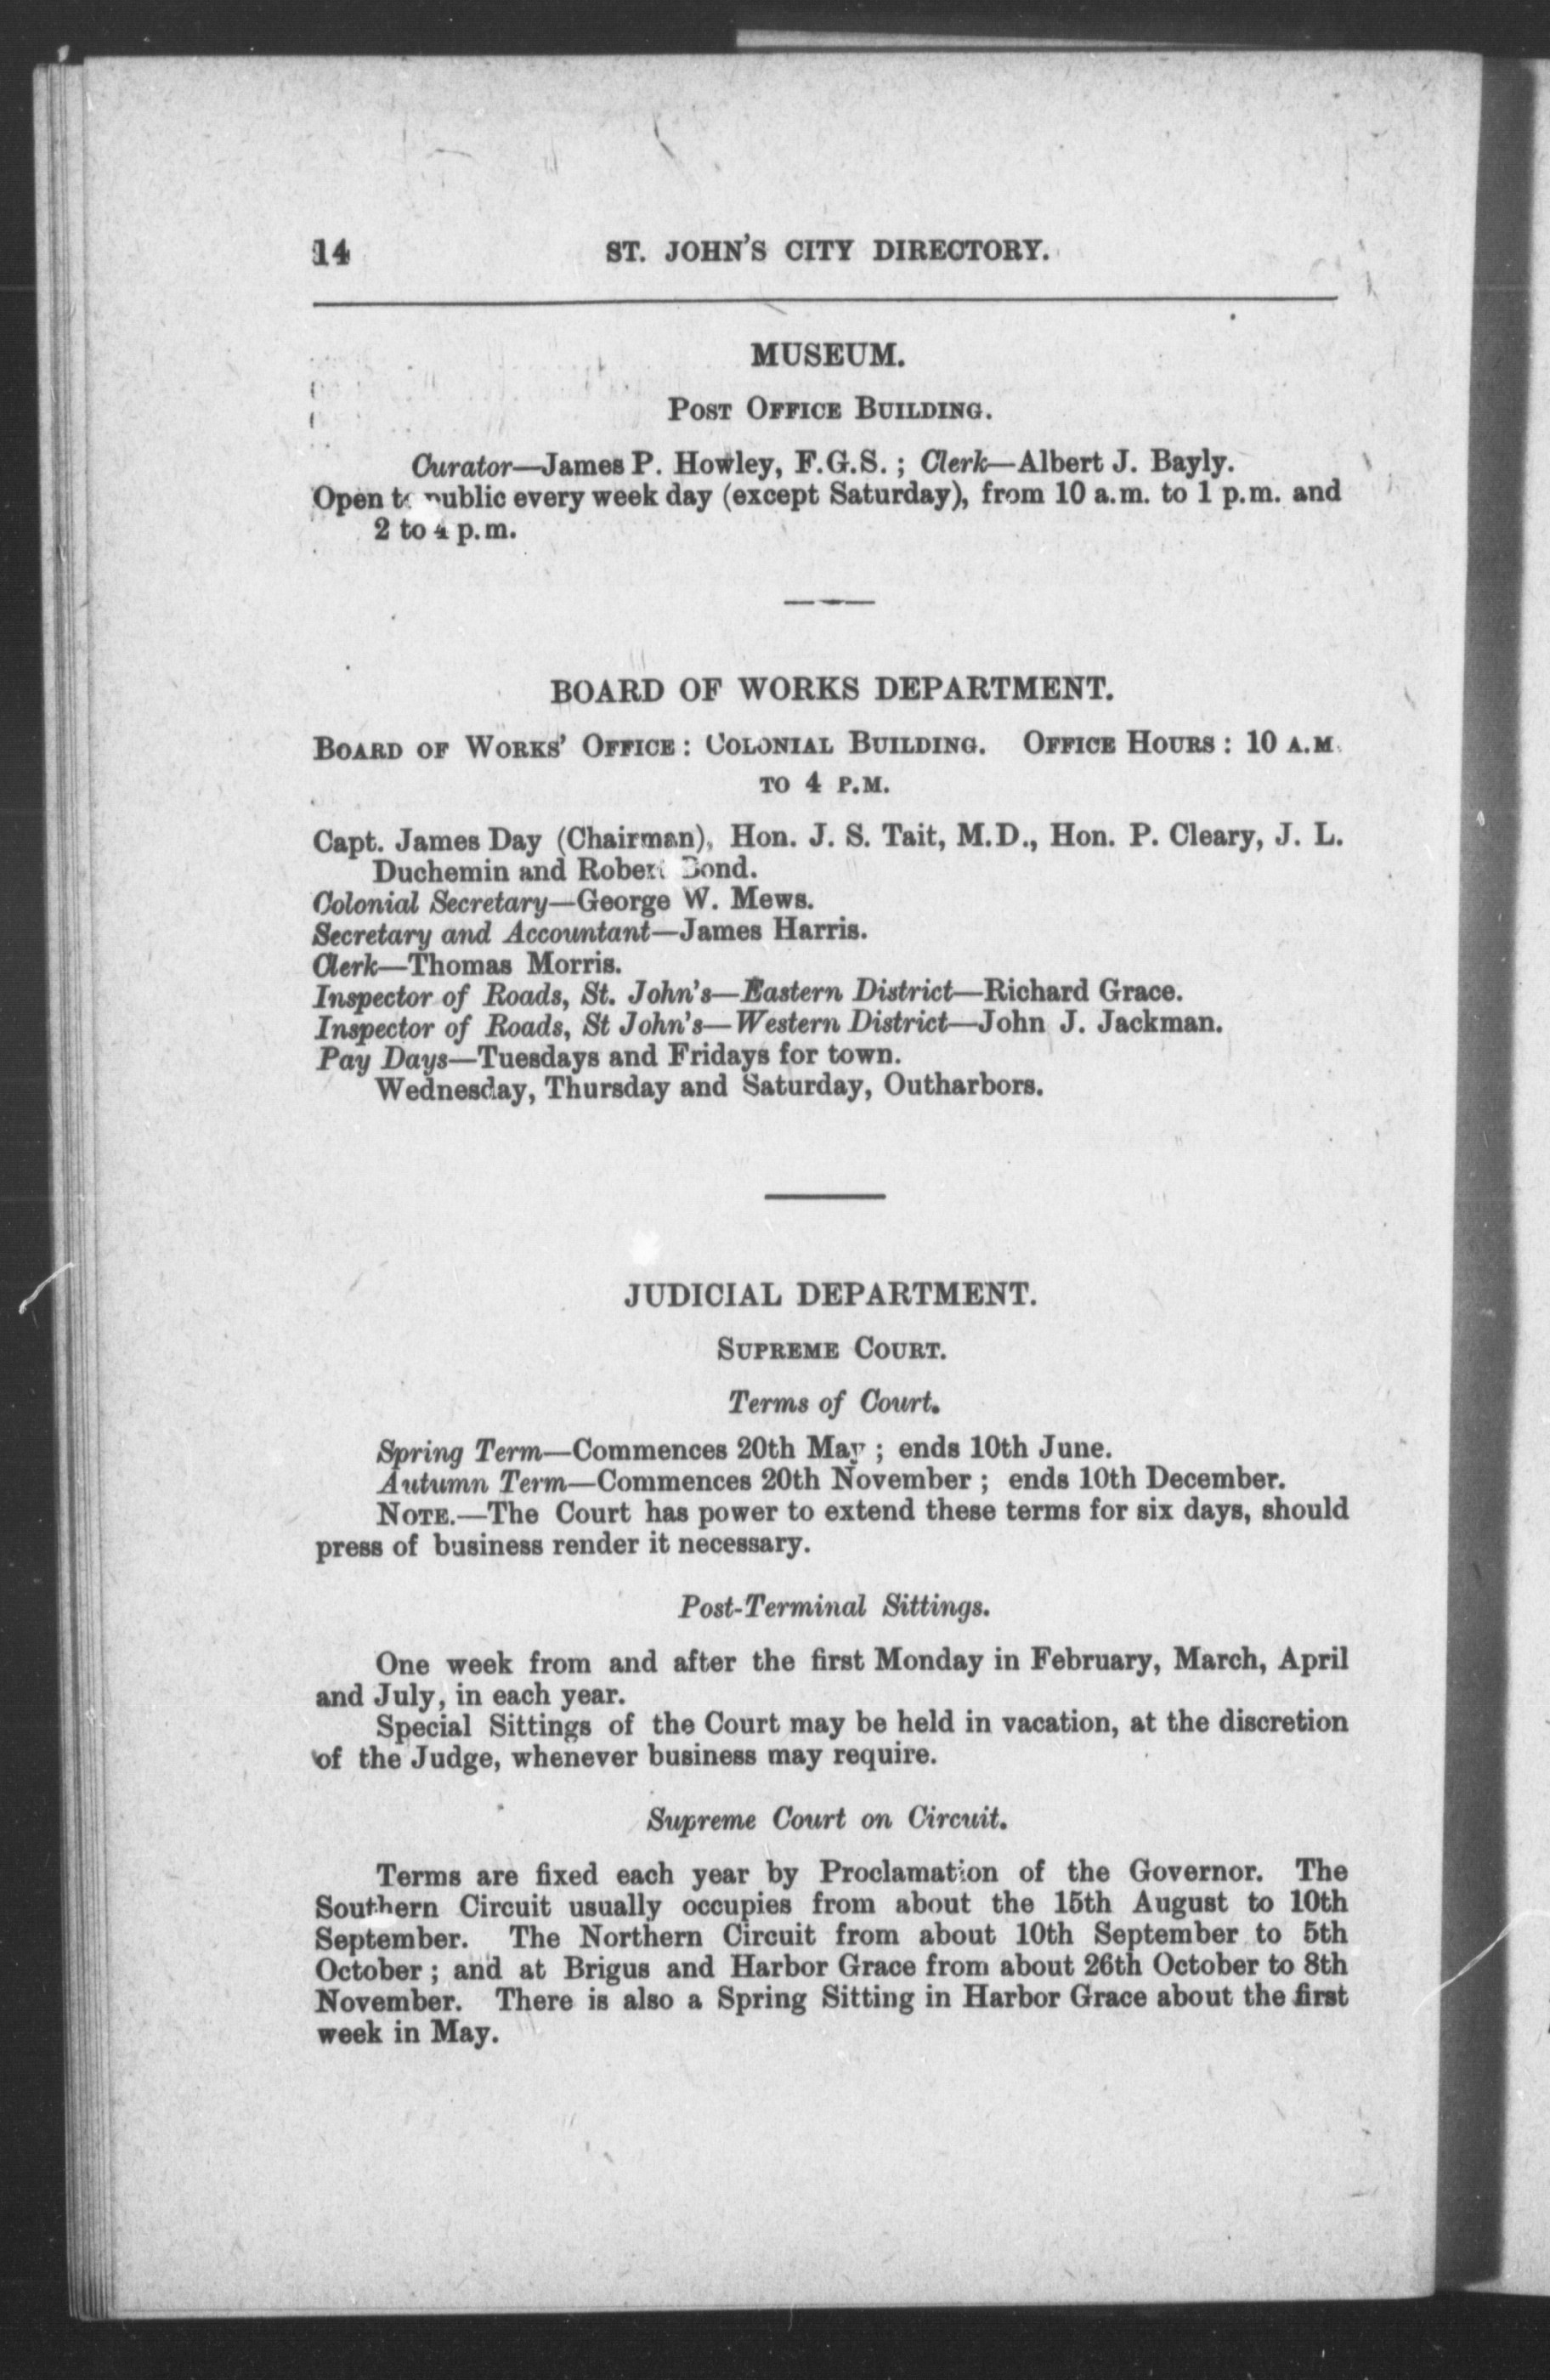 14 ST. JOHN'S CITY DIRECTORY.
MUSEUM.
POST OFFICE BUILDING.
Curator—James P. Howley, F.G.S. ; Clerk—Albert J. Bayly.
Open to public every week day (except Saturday), from 10 a.m. to 1 p.m. and
2 to 4 p.m.
BOARD OF WORKS DEPARTMENT.
BOARD OF WORKS' OFFICE : COLONIAL BUILDING. OFFICE HOURS : 10 A.M.
TO 4 P.M.
Capt. James Day (Chairman), Hon. J. S. Tait, M.D., Hon. P. Cleary, J. L.
Duchemin and Robert Bond.
Colonial Secretary—George W. Mews.
Secretary and Accountant—James Harris.
Clerk—Thomas Morris.
Inspector of Roads, St. John's—Eastern District—Richard Grace.
Inspector of Roads, St John's—Western District—John J. Jackman.
Pay Days—Tuesdays and Fridays for town.
Wednesday, Thursday and Saturday, Outharbors.
JUDICIAL DEPARTMENT.
SUPREME COURT.
Terms of Court.
Spring Term—Commences 20th May ; ends 10th June.
Autumn Term—Commences 20th November ; ends 10th December.
NOTE.—The Court has power to extend these terms for six days, should
press of business render it necessary.
Post-Terminal Sittings.
One week from and after the first Monday in February, March, April
and July, in each year.
Special Sittings of the Court may be held in vacation, at the discretion
of the Judge, whenever business may require.
Supreme Court on Circuit.
Terms are fixed each year by Proclamation of the Governor. The
Southern Circuit usually occupies from about the 15th August to 10th
September. The Northern Circuit from about 10th September to 5th
October ; and at Brigus and Harbor Grace from about 26th October to 8th
November. There is also a Spring Sitting in Harbor Grace about the first
week in May.